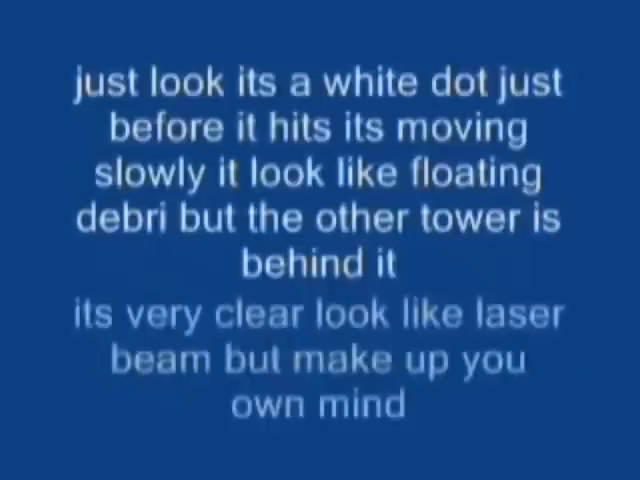 just look its a white dot just
before it hits its moving
slowly it look like floating
debri but the other tower is
behind it
its very clear look like laser
beam but make up you
own mind